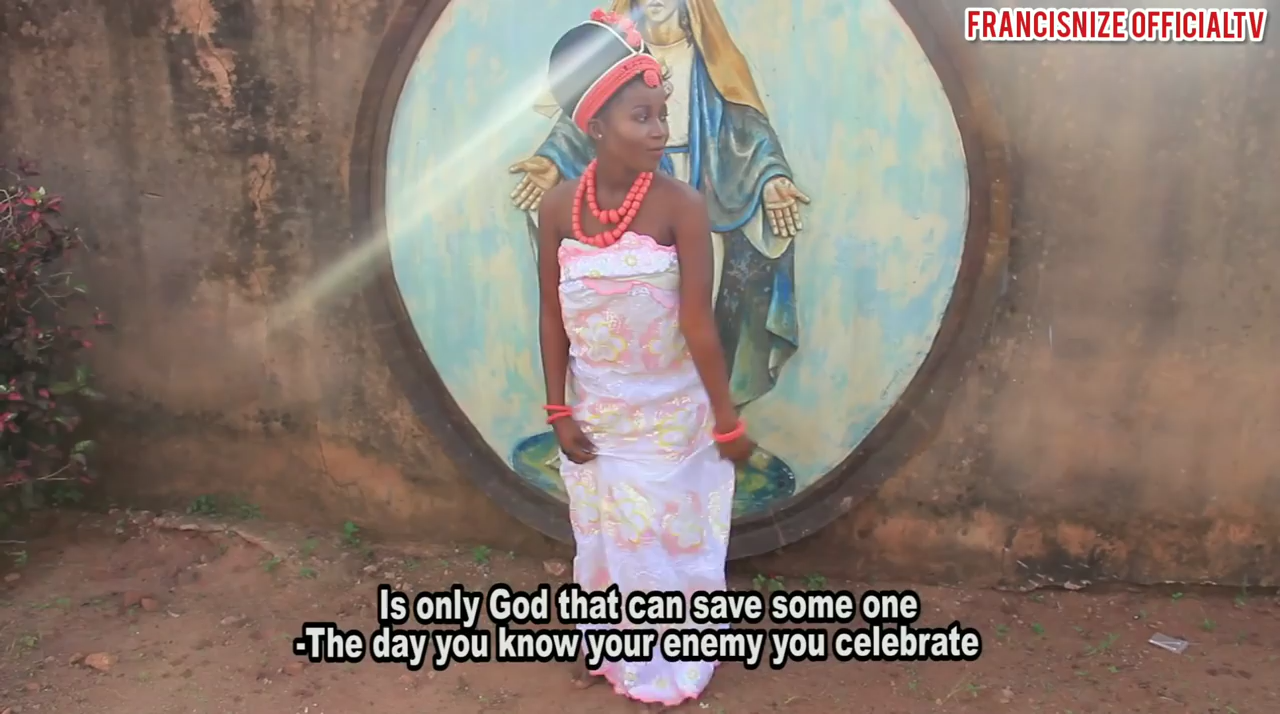 FRANCISNIZE OFFICIALTV
Is only God that can save some one
-The day you know your enemy you celebrate